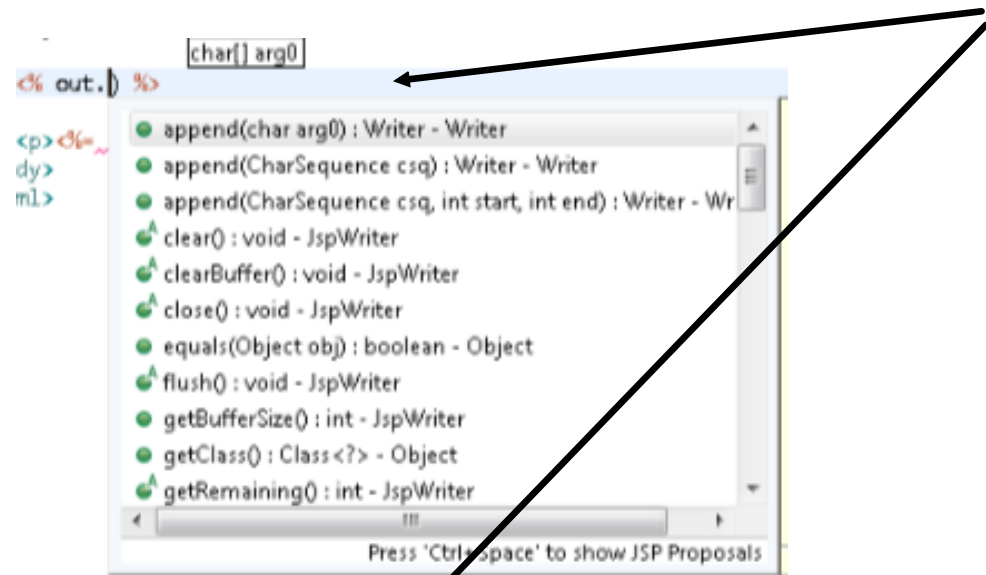 char[] arg0
<% out.) %>
<p><%=
dy>
ml>
append(char arg0) : Writer - Writer
append(CharSequence csq) : Writer - Writer
append(CharSequence csq, int start, int end) : Writer - Wr
clear() : void - JspWriter
clearBuffer() : void - JspWriter
close() : void - JspWriter
equals(Object obj) : boolean - Object
flush() : void - JspWriter
getBufferSize() : int - JspWriter
getClass() : Class<?> - Object
getRemaining() : int - JspWriter
Press 'Ctrl+Space' to show JSP Proposals